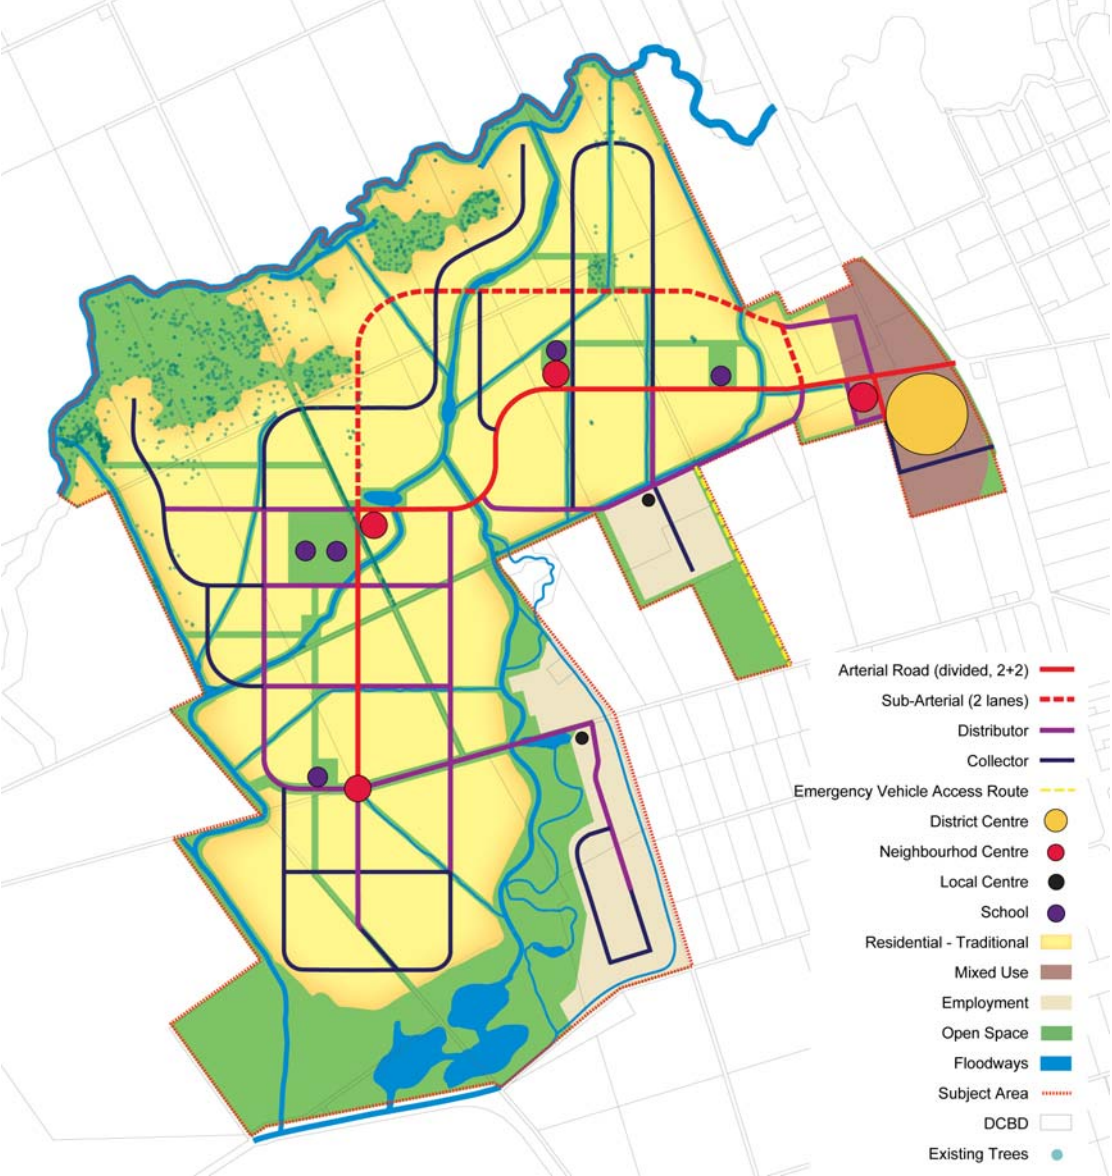 Arterial Road (divided, 2+2)
Sub-Arterial (2 lanes)
Distributor
Collector
Emergency Vehicle Access Route
District Centre
Neighbourhod Centre
Local Centre
School
Residential - Traditional
Mixed Use
Employment
Open Space
Floodways
Subject Area
DCBD
Existing Trees